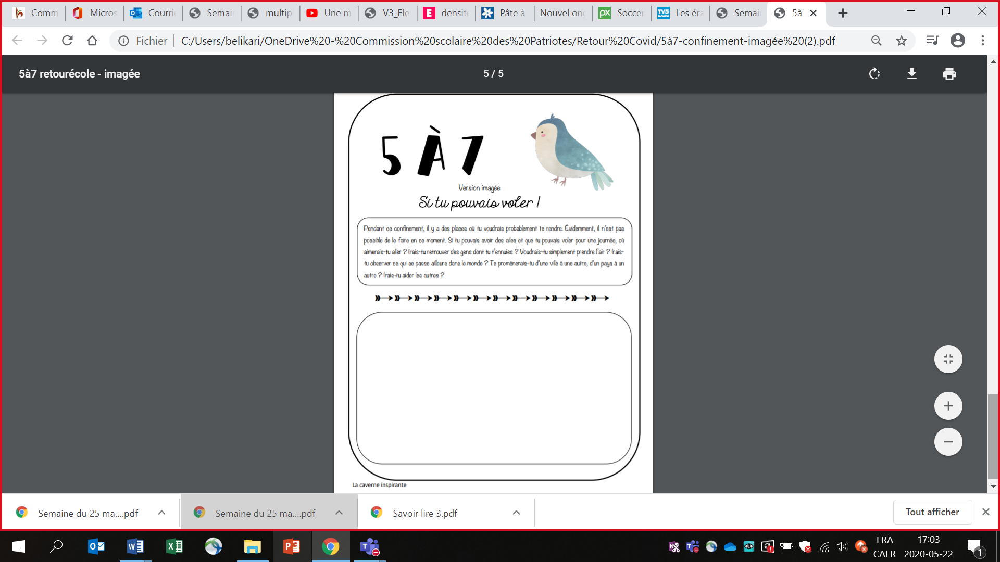 Comm
Micros
Courrie
Semain
multipl
Une m
V3_Ele
densité
Pâte à
Nouvel ong
Soccer
Les éra
Semain
5à
Fichier
C:/Users/belikari/OneDrive%20-%20Commission%20scolaire%20des%20Patriotes/Retour%20Covid/5à7-confinement-imagée%20(2).pdf
5à7 retourécole - imagée
5 / 5
5 À 7
Version imagée
Si tu pouvais voler !
Pendant ce confinement, il y a des places où tu voudrais probablement te rendre. Évidemment, il n'est pas
possible de le faire en ce moment. Si tu pouvais avoir des ailes et que tu pouvais voler pour une journée, où
aimerais-tu aller ? Irais-tu retrouver des gens dont tu t'ennuies ? Voudrais-tu simplement prendre l'air ? Irais-
tu observer ce qui se passe ailleurs dans le monde ? Te promènerais-tu d'une ville à une autre, d'un pays à un
autre ? Irais-tu aider les autres ?
La caverne inspirante
Semaine du 25 ma....pdf
Semaine du 25 ma....pdf
Savoir lire 3.pdf
Tout afficher
FRA
CAFR
17:03
2020-05-22
1